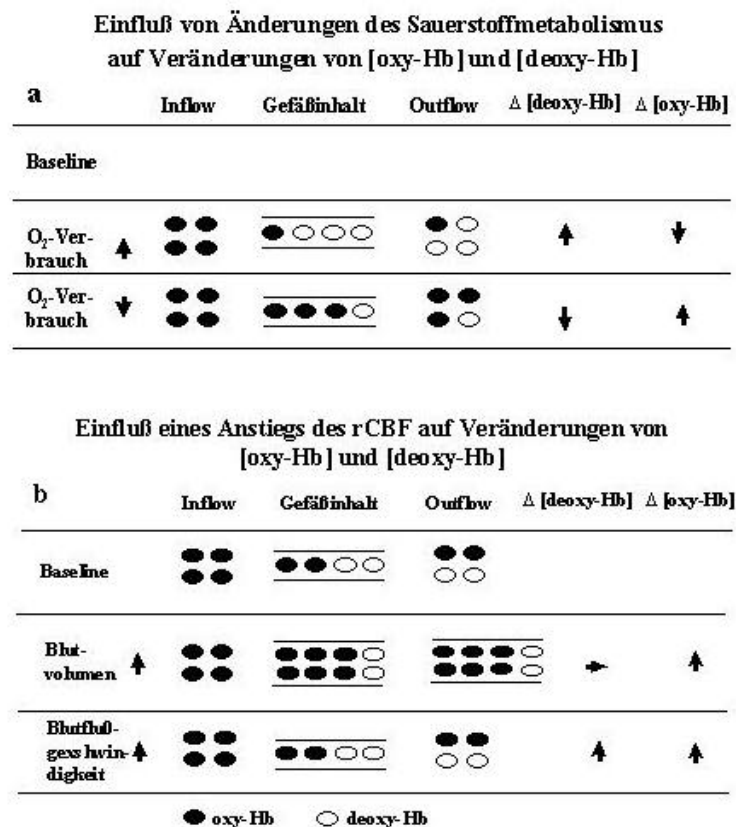 Einfluß von Änderungen des Sauerstoffmetabolismus
auf Veränderungen von [oxy-Hb] und [deoxy-Hb]
a
Inflow Gefäßinhalt Outflow Δ [deoxy-Hb] Δ [oxy-Hb]
Baseline
O₂-Ver-
brauch
O₂-Ver-
brauch
Einfluß eines Anstiegs des rCBF auf Veränderungen von
[oxy-Hb] und [deoxy-Hb]
b
Inflow Gefäßinhalt Outflow Δ [deoxy-Hb] Δ [oxy-Hb]
Baseline
Blut-
volumen
Blutfluß-
geschwin-
digkeit
oxy-Hb deoxy-Hb